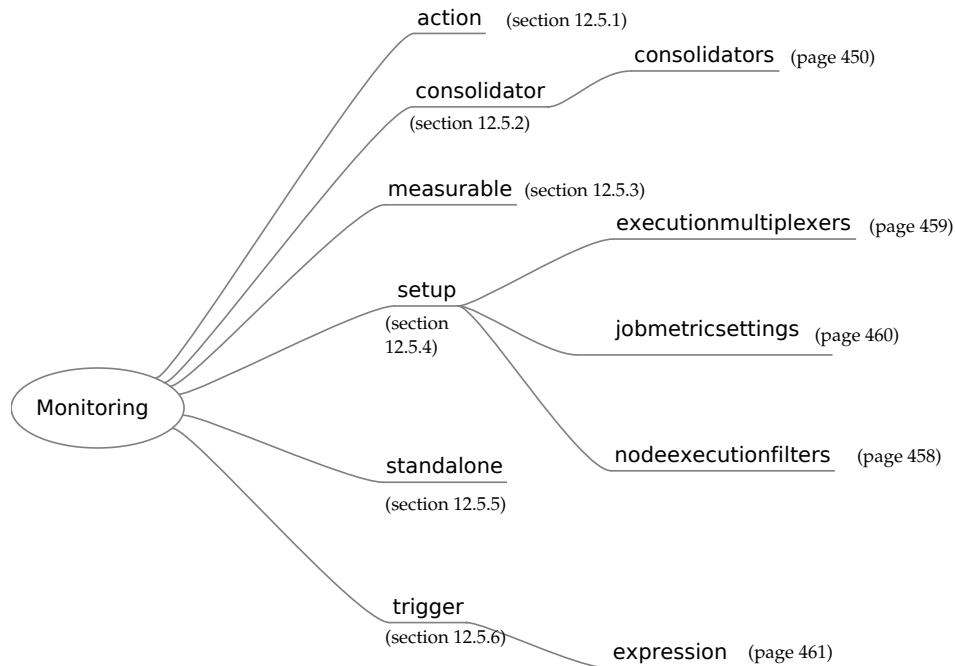 action (section 12.5.1)
consolidators (page 450)
consolidator
(section 12.5.2)
measurable (section 12.5.3)
executionmultiplexers (page 459)
setup
(section
12.5.4)
jobmetricsettings (page 460)
Monitoring
nodeexecutionfilters (page 458)
standalone
(section 12.5.5)
trigger
(section 12.5.6)
expression (page 461)